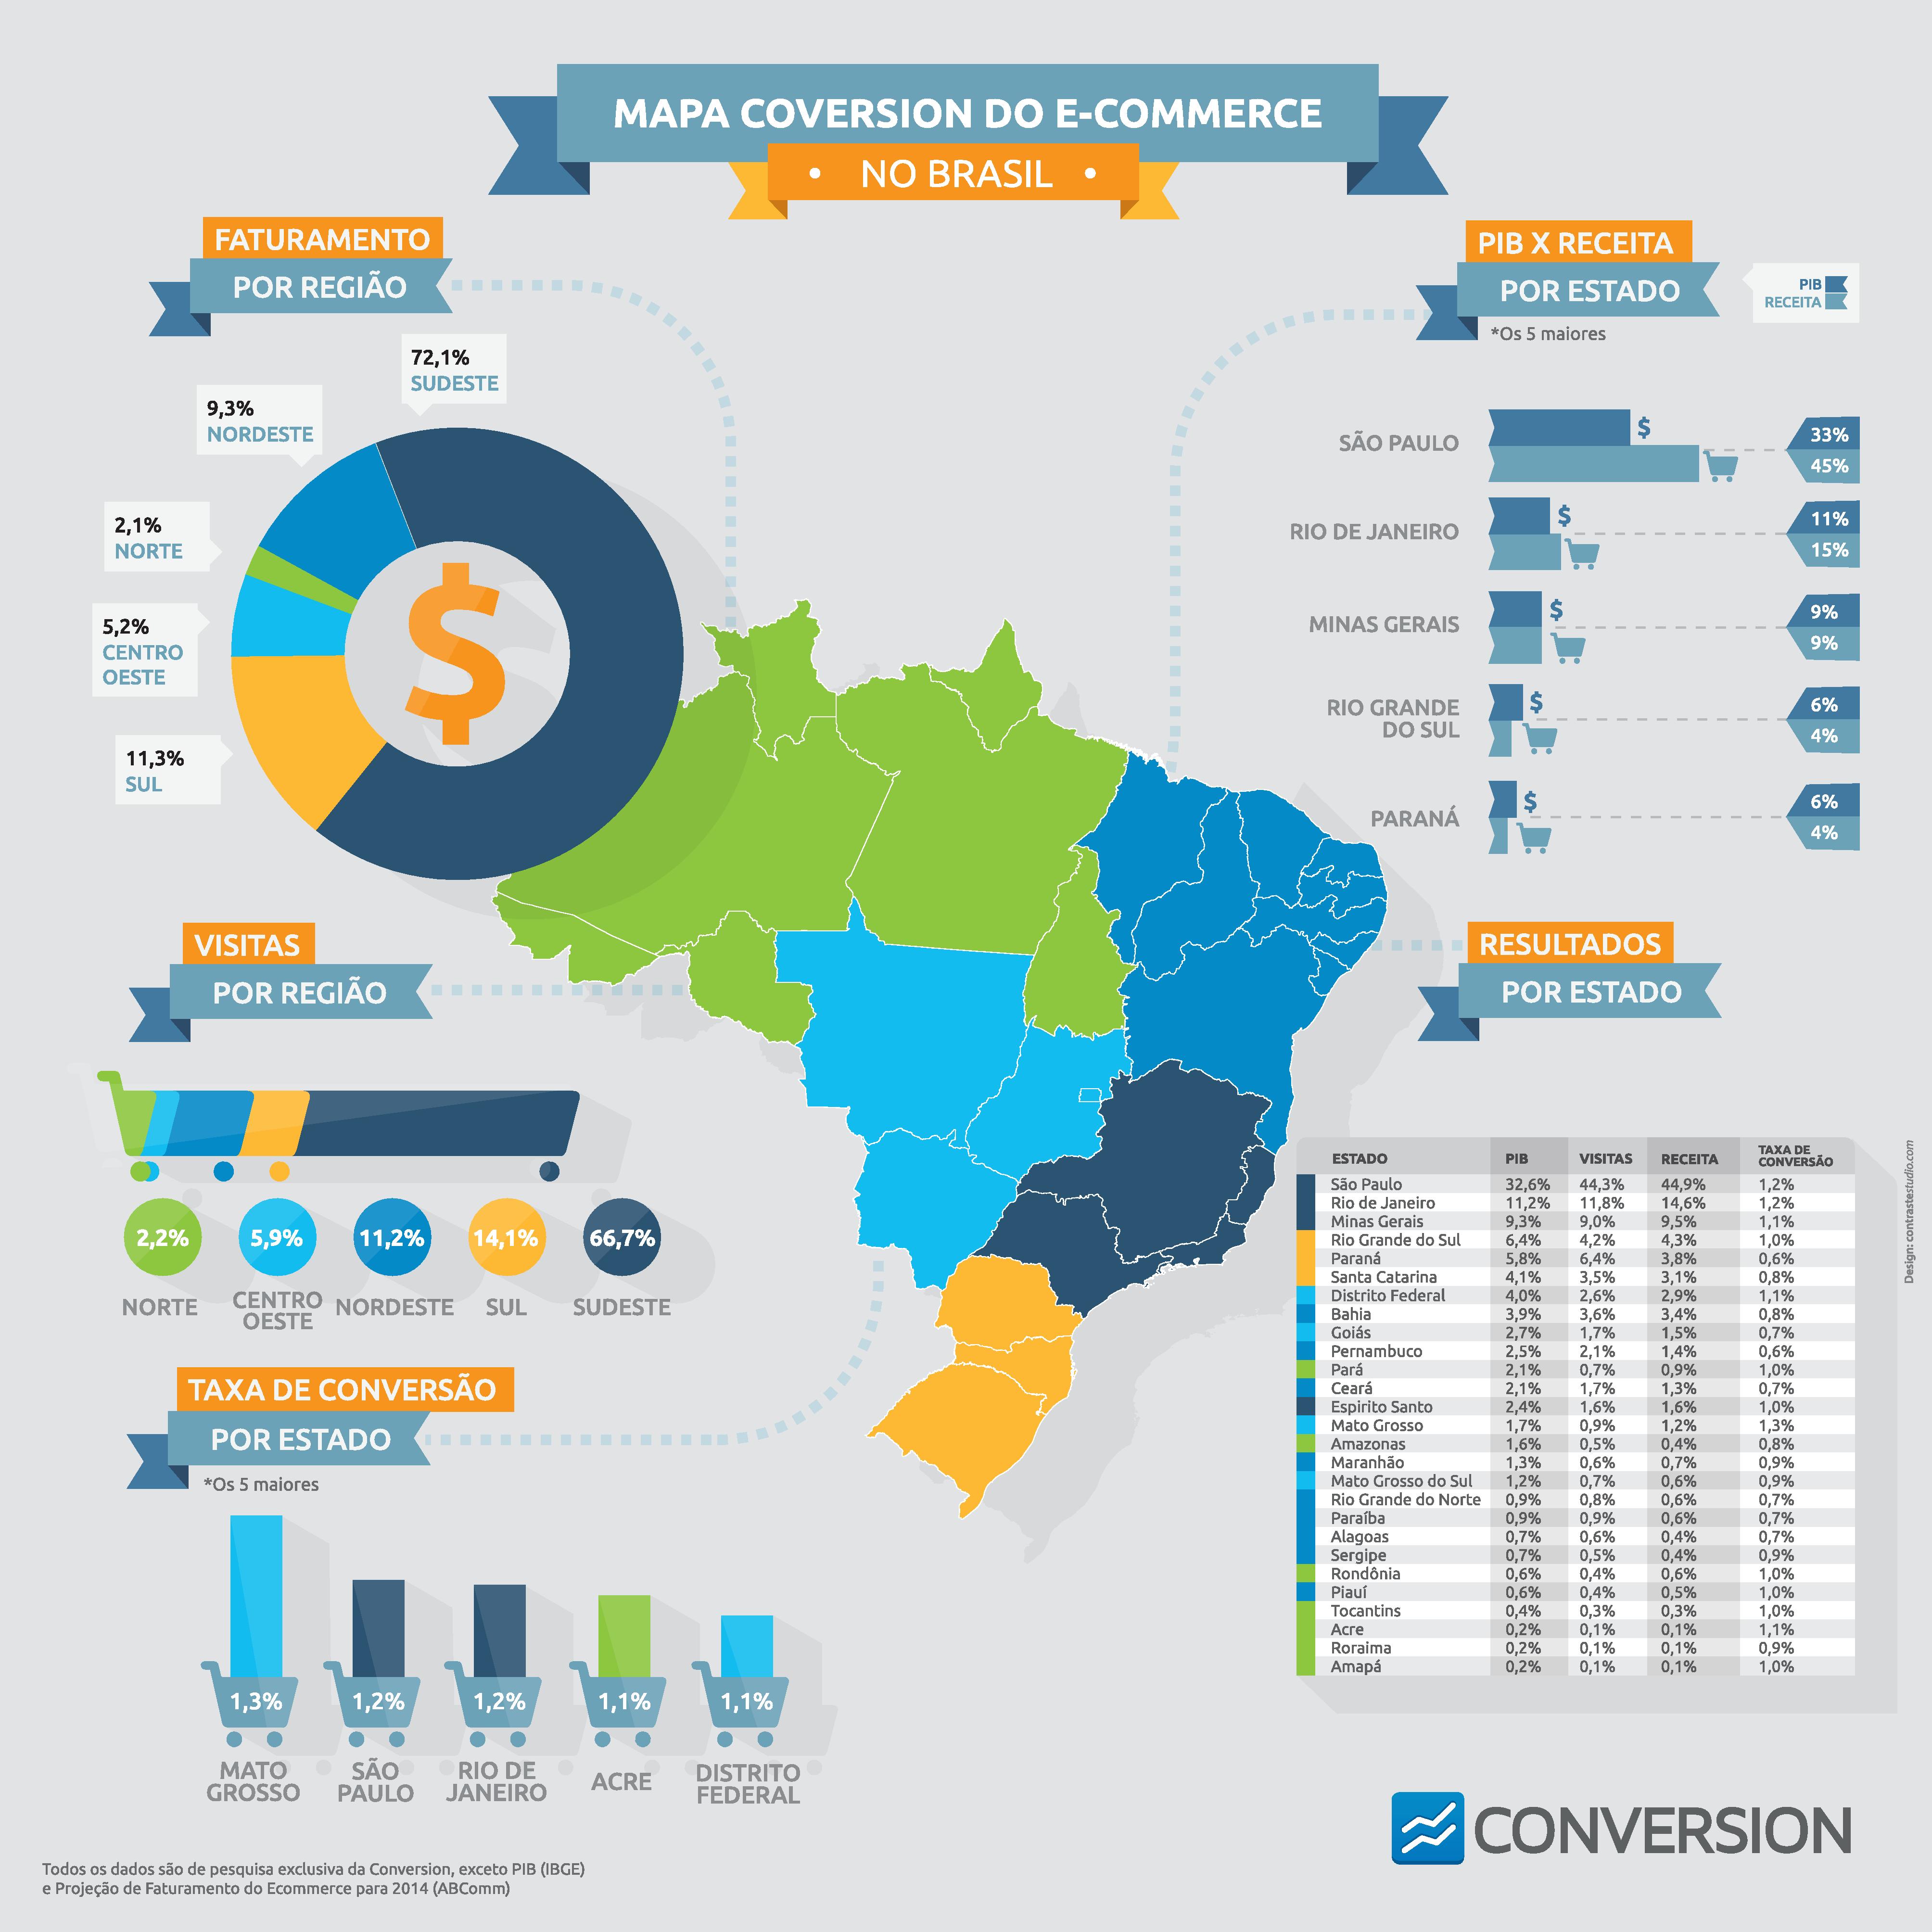 MAPA COVERSION DO E-COMMERCE
• NO BRASIL •
FATURAMENTO
POR REGIÃO
72,1%
SUDESTE
9,3%
NORDESTE
2,1%
NORTE
5,2%
CENTRO
OESTE
11,3%
SUL
$
PIB X RECEITA
POR ESTADO
*Os 5 maiores
PIB
RECEITA
SÃO PAULO
$
33%
45%
RIO DE JANEIRO
$
11%
15%
MINAS GERAIS
$
9%
9%
RIO GRANDE
DO SUL
$
6%
4%
PARANÁ
$
6%
4%
VISITAS
POR REGIÃO
2,2%
5,9%
11,2%
14,1%
66,7%
NORTE
CENTRO
OESTE
NORDESTE
SUL
SUDESTE
TAXA DE CONVERSÃO
POR ESTADO
*Os 5 maiores
1,3%
1,2%
1,2%
1,1%
1,1%
MATO
GROSSO
SÃO
PAULO
RIO DE
JANEIRO
ACRE
DISTRITO
FEDERAL
RESULTADOS
POR ESTADO
ESTADO PIB VISITAS RECEITA TAXA DE CONVERSÃO
São Paulo 32,6% 44,3% 44,9% 1,2%
Rio de Janeiro 11,2% 11,8% 14,6% 1,2%
Minas Gerais 9,3% 9,0% 9,5% 1,1%
Rio Grande do Sul 6,4% 4,2% 4,3% 1,0%
Paraná 5,8% 6,4% 3,8% 0,6%
Santa Catarina 4,1% 3,5% 3,1% 0,8%
Distrito Federal 4,0% 2,6% 2,9% 1,1%
Bahia 3,9% 3,6% 3,4% 0,8%
Goiás 2,7% 1,7% 1,5% 0,7%
Pernambuco 2,5% 2,1% 1,4% 0,6%
Pará 2,1% 0,7% 0,9% 1,0%
Ceará 2,1% 1,7% 1,3% 0,7%
Espirito Santo 2,4% 1,6% 1,6% 1,0%
Mato Grosso 1,7% 0,9% 1,2% 1,3%
Amazonas 1,6% 0,5% 0,4% 0,8%
Maranhão 1,3% 0,6% 0,7% 0,9%
Mato Grosso do Sul 1,2% 0,7% 0,6% 0,9%
Rio Grande do Norte 0,9% 0,8% 0,6% 0,7%
Paraíba 0,9% 0,9% 0,6% 0,7%
Alagoas 0,7% 0,6% 0,4% 0,7%
Sergipe 0,7% 0,5% 0,4% 0,9%
Rondônia 0,6% 0,4% 0,6% 1,0%
Piauí 0,6% 0,4% 0,5% 1,0%
Tocantins 0,4% 0,3% 0,3% 1,0%
Acre 0,2% 0,1% 0,1% 1,1%
Roraima 0,2% 0,1% 0,1% 0,9%
Amapá 0,2% 0,1% 0,1% 1,0%
Design: contrastestudio.com
CONVERSION
Todos os dados são de pesquisa exclusiva da Conversion, exceto PIB (IBGE)
e Projeção de Faturamento do Ecommerce para 2014 (ABComm)